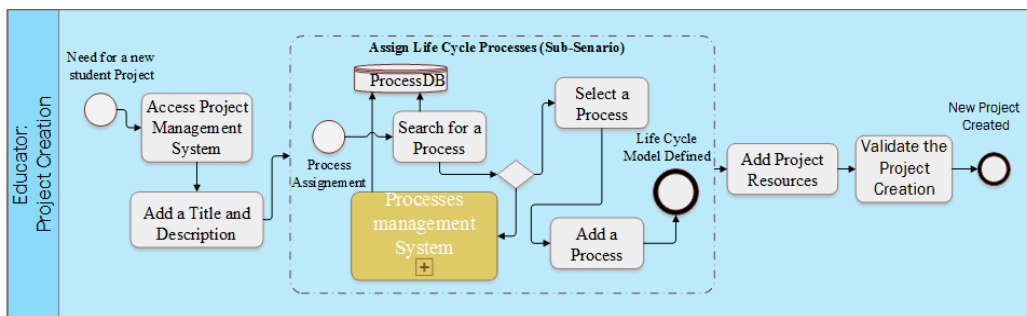 Educator:
Project Creation
Need for a new
student Project
Access Project
Management
System
Add a Title and
Description
Assign Life Cycle Processes (Sub-Senario)
ProcessDB
Search for a
Process
Process
Assignement
Processes
management
System
Select a
Process
Add a
Process
Life Cycle
Model Defined
Add Project
Resources
Validate the
Project
Creation
New Project
Created